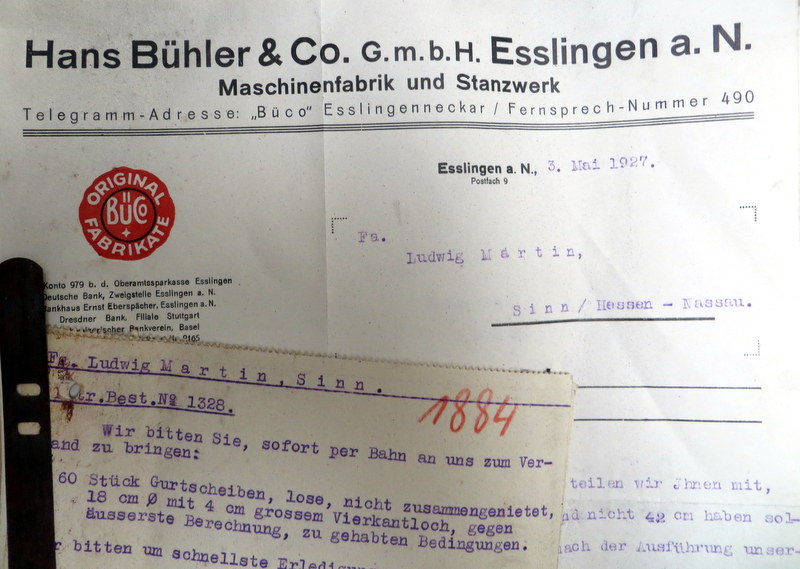 Hans Bühler & Co. G.m.b.H. Esslingen a. N.
Maschinenfabrik und Stanzwerk
Telegramm-Adresse: „Büco" Esslingenneckar / Fernsprech-Nummer 490
ORIGINAL
BÜCo
FABRIKATE
Esslingen a. N., 3. Mai 1927.
Postfach 9
Fa.
Ludwig Martin,
Sinn / Hessen - Nassau.
Konto 979 b. d. Oberamtssparkasse Esslingen
Deutsche Bank, Zweigstelle Esslingen a. N.
Bankhaus Ernst Eberspächer, Esslingen a. N.
Dresdner Bank, Filiale Stuttgart
Bankverein, Basel
Fa. Ludwig Martin, Sinn.
Best.No 1328.
1884
Wir bitten Sie, sofort per Bahn an uns zum Ver-
and zu bringen:
60 Stück Gurtscheiben, lose, nicht zusammengenietet,
18 cm Ø mit 4 cm grossem Vierkantloch, gegen
äusserste Berechnung, zu gehabten Bedingungen.
r bitten um schnellste Erledigu
teilen wir Jhnen mit,
nd nicht 42 cm haben sol-
nach der Ausführung unser-